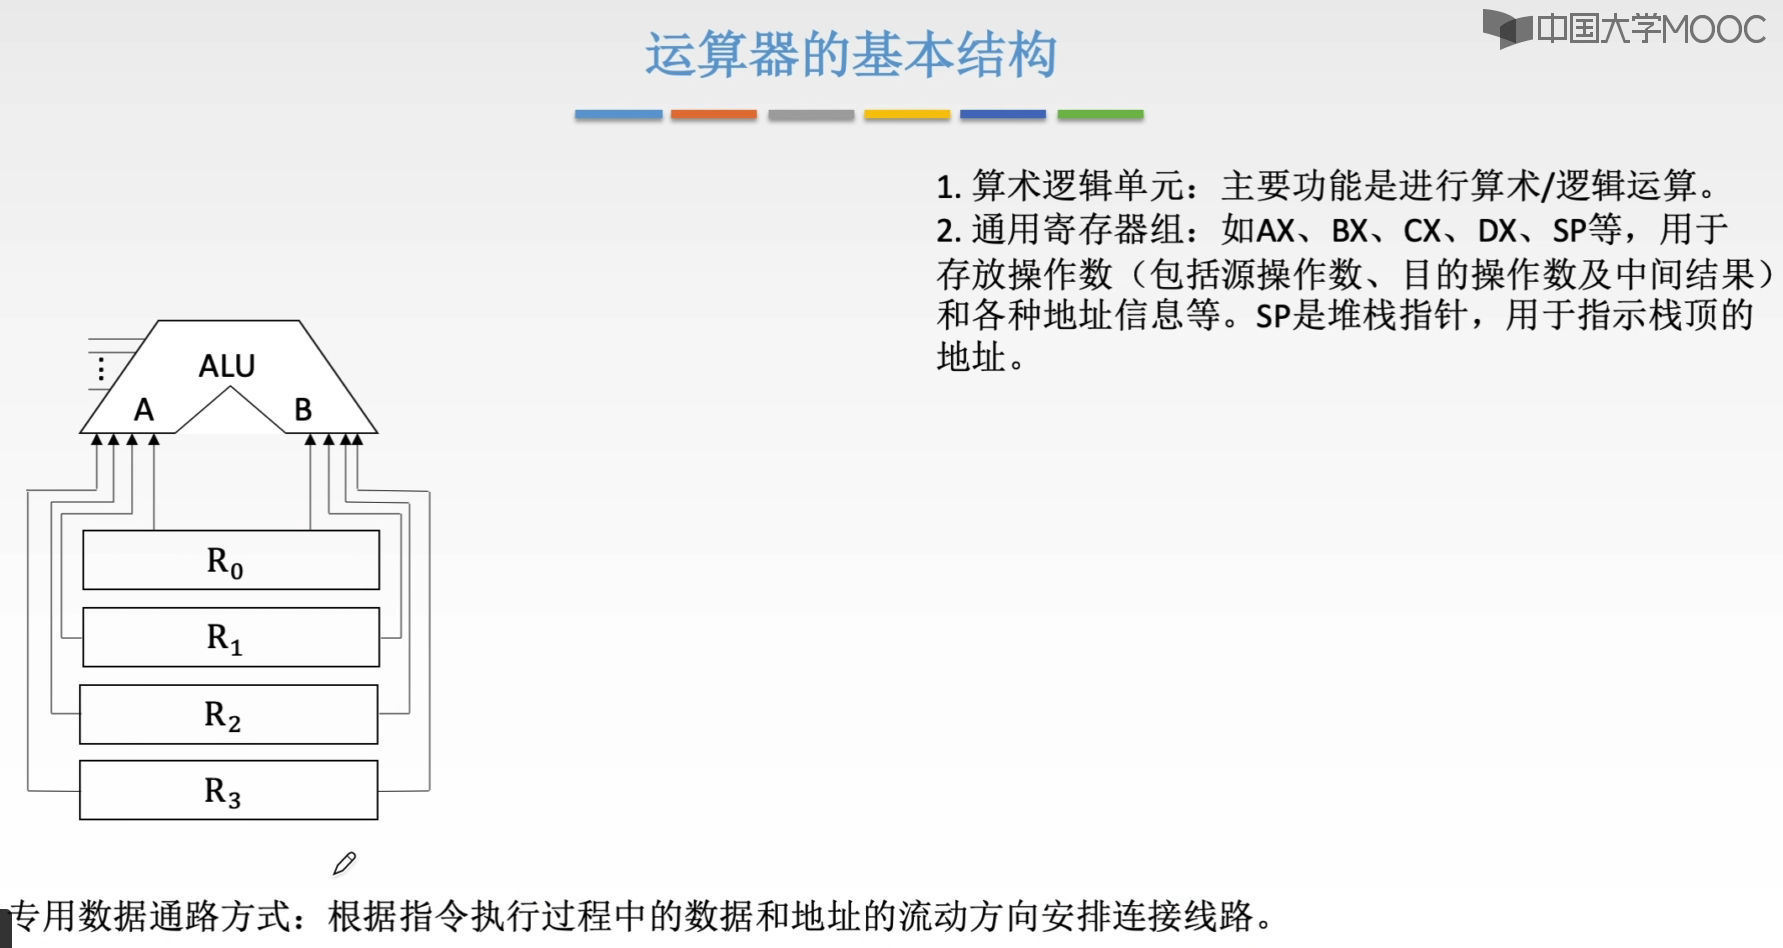 中国大学MOOC
运算器的基本结构
1. 算术逻辑单元：主要功能是进行算术/逻辑运算。
2. 通用寄存器组：如AX、BX、CX、DX、SP等，用于
存放操作数（包括源操作数、目的操作数及中间结果）
和各种地址信息等。SP是堆栈指针，用于指示栈顶的
地址。
ALU
A B
R₀
R₁
R₂
R₃
专用数据通路方式：根据指令执行过程中的数据和地址的流动方向安排连接线路。